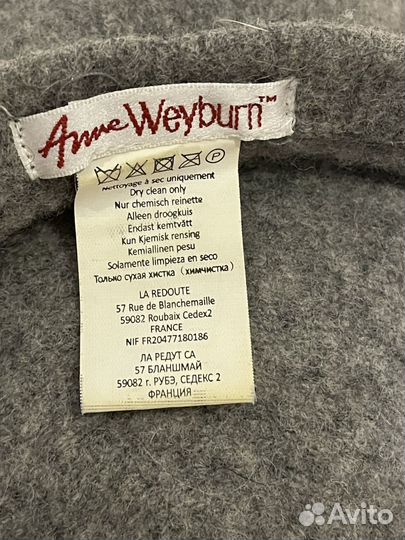 Anne Weyburn™
P
Nettoyage à sec uniquement
Dry clean only
Nur chemisch reinette
Alleen droogkuis
Endast kemtvått
Kun Kjemisk rensing
Kemiallinen pesu
Solamente limpieza en seco
Только сухая хистка (химчистка)
LA REDOUTE
57 Rue de Blanchemaille
59082 Roubaix Cedex2
FRANCE
NIF FR20477180186
ЛА РЕДУТ СА
57 БЛАНШМАЙ
59082 г. РУБЭ, СЕДЕКС 2
ФРАНЦИЯ
Avito